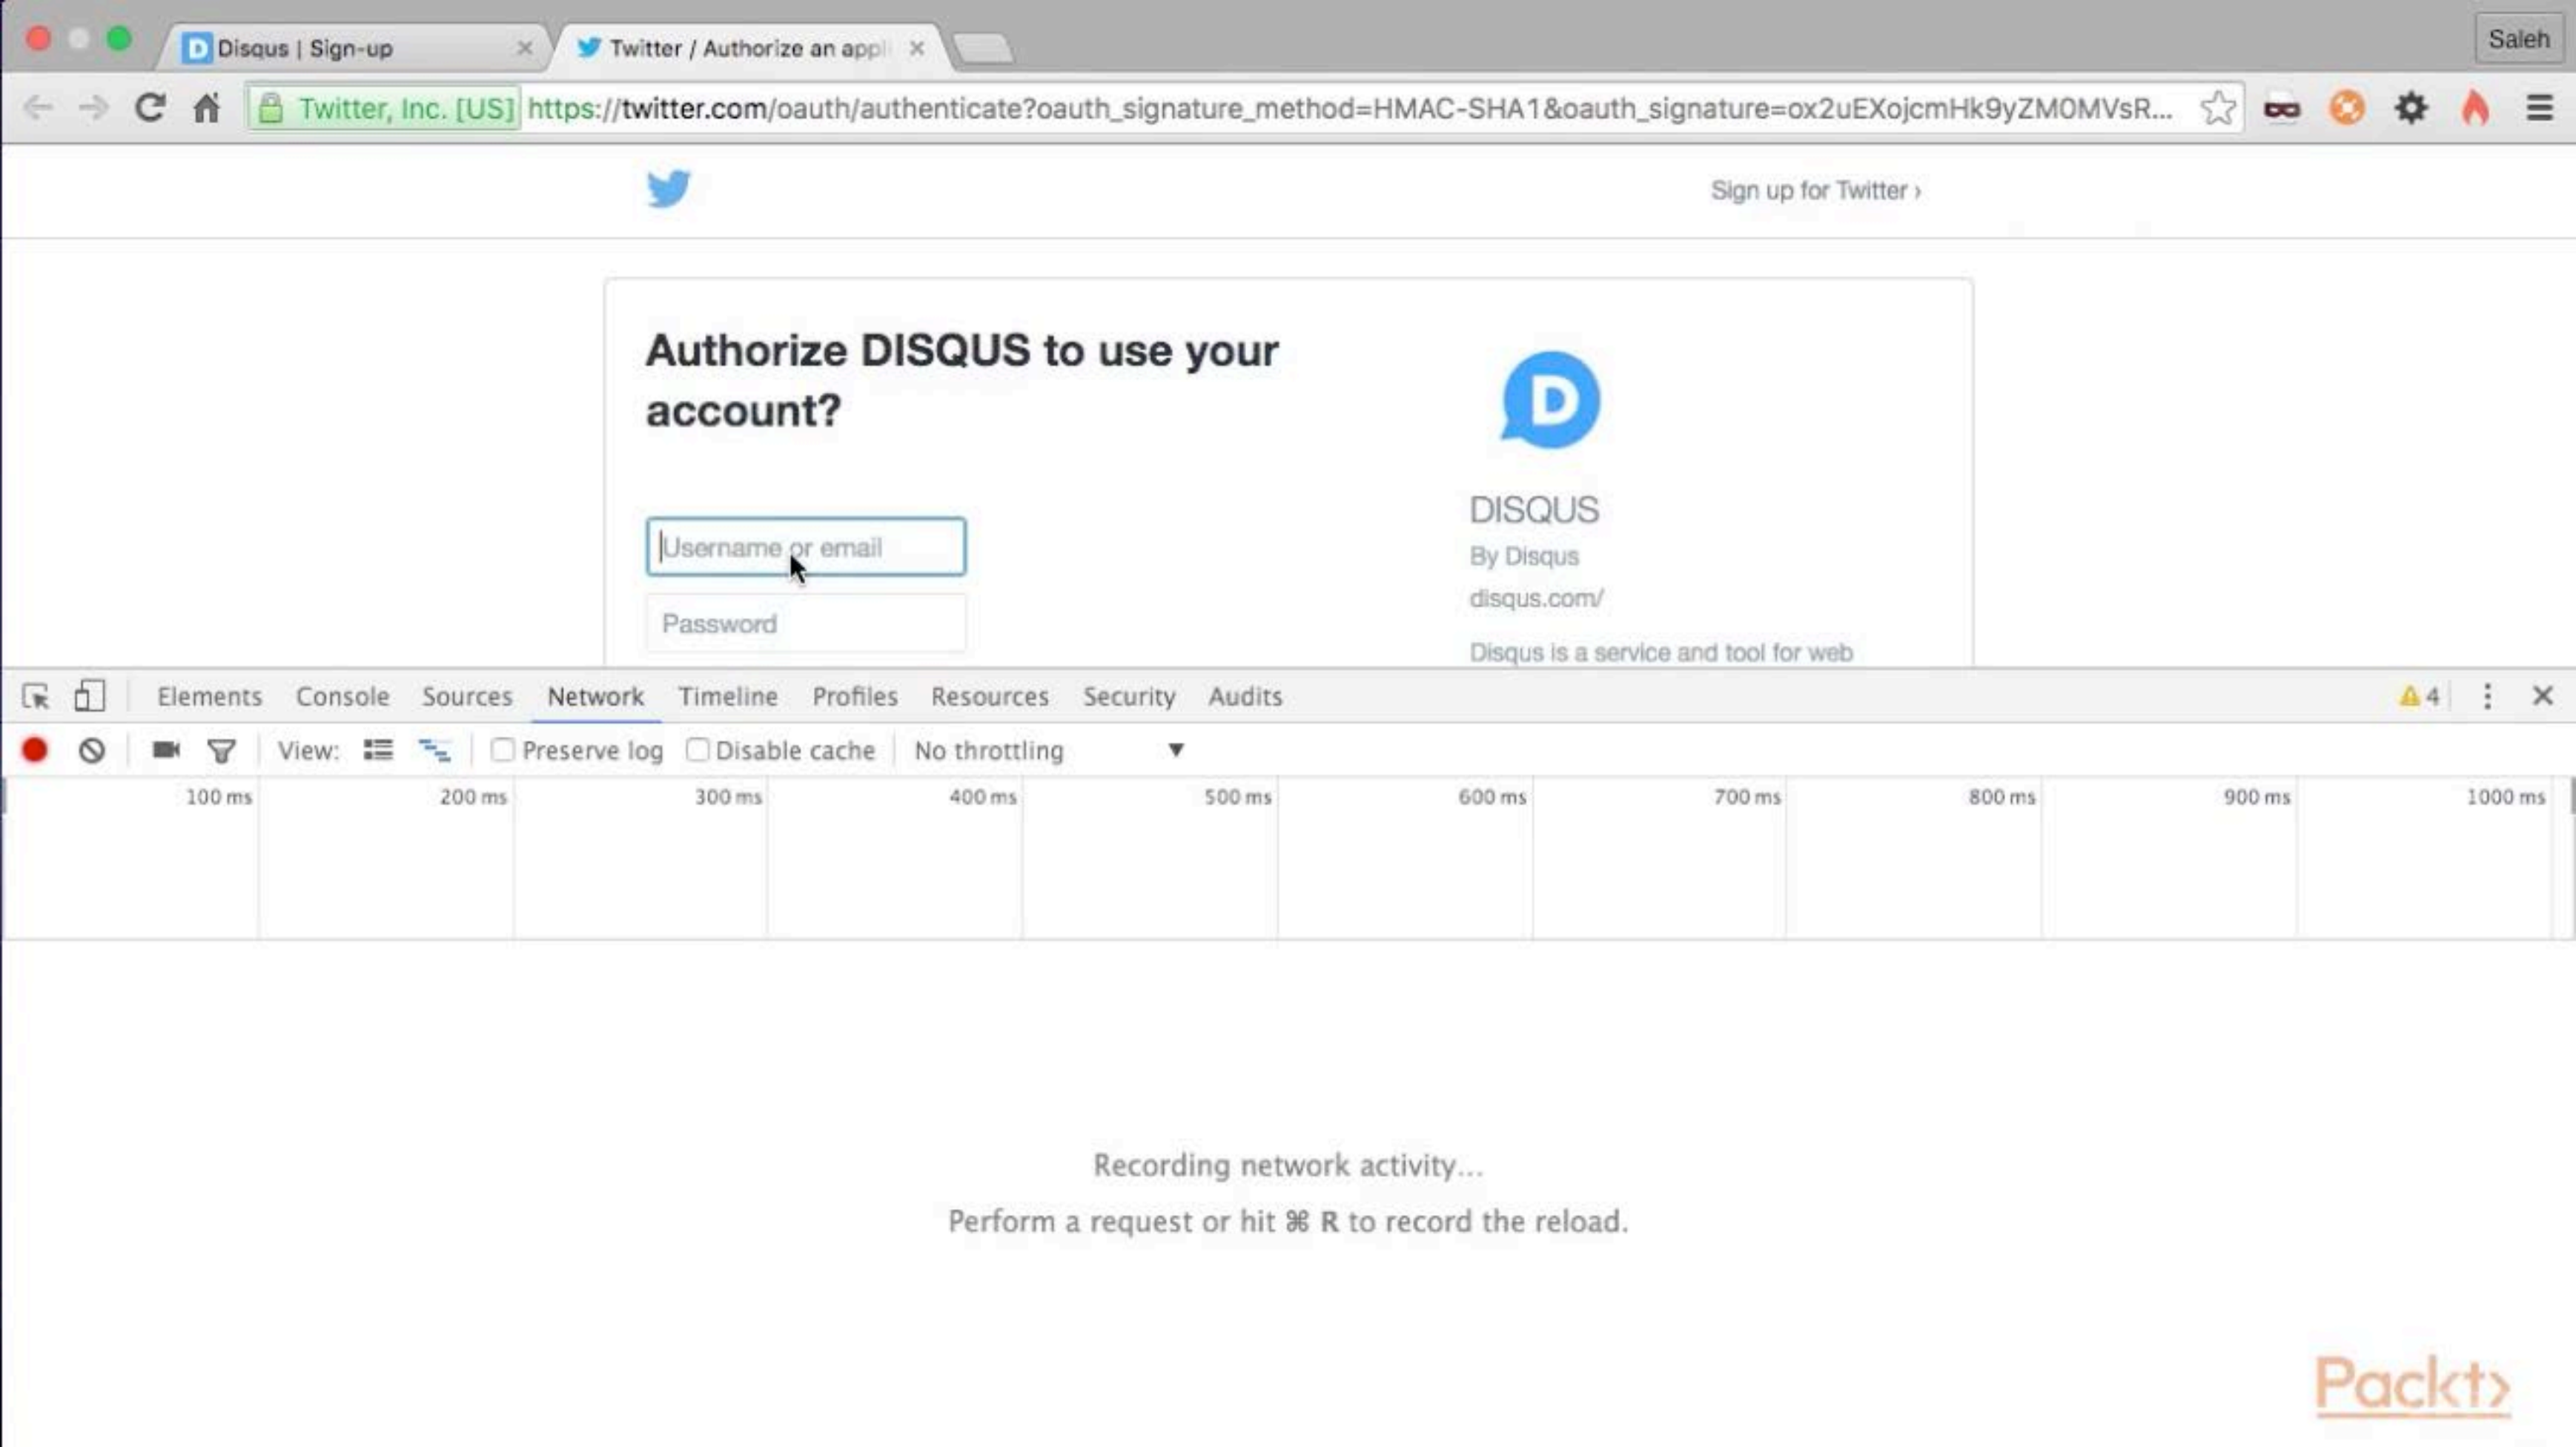 Disqus | Sign-up
Twitter / Authorize an appli
Saleh
Twitter, Inc. [US] https://twitter.com/oauth/authenticate?oauth_signature_method=HMAC-SHA1&oauth_signature=ox2uEXojcmHk9yZM0MVsR...
Sign up for Twitter ›
Authorize DISQUS to use your
account?
Username or email
Password
DISQUS
By Disqus
disqus.com/
Disqus is a service and tool for web
Elements Console Sources Network Timeline Profiles Resources Security Audits 4
View: Preserve log Disable cache No throttling
100 ms 200 ms 300 ms 400 ms 500 ms 600 ms 700 ms 800 ms 900 ms 1000 ms
Recording network activity...
Perform a request or hit ⌘ R to record the reload.
Packt>